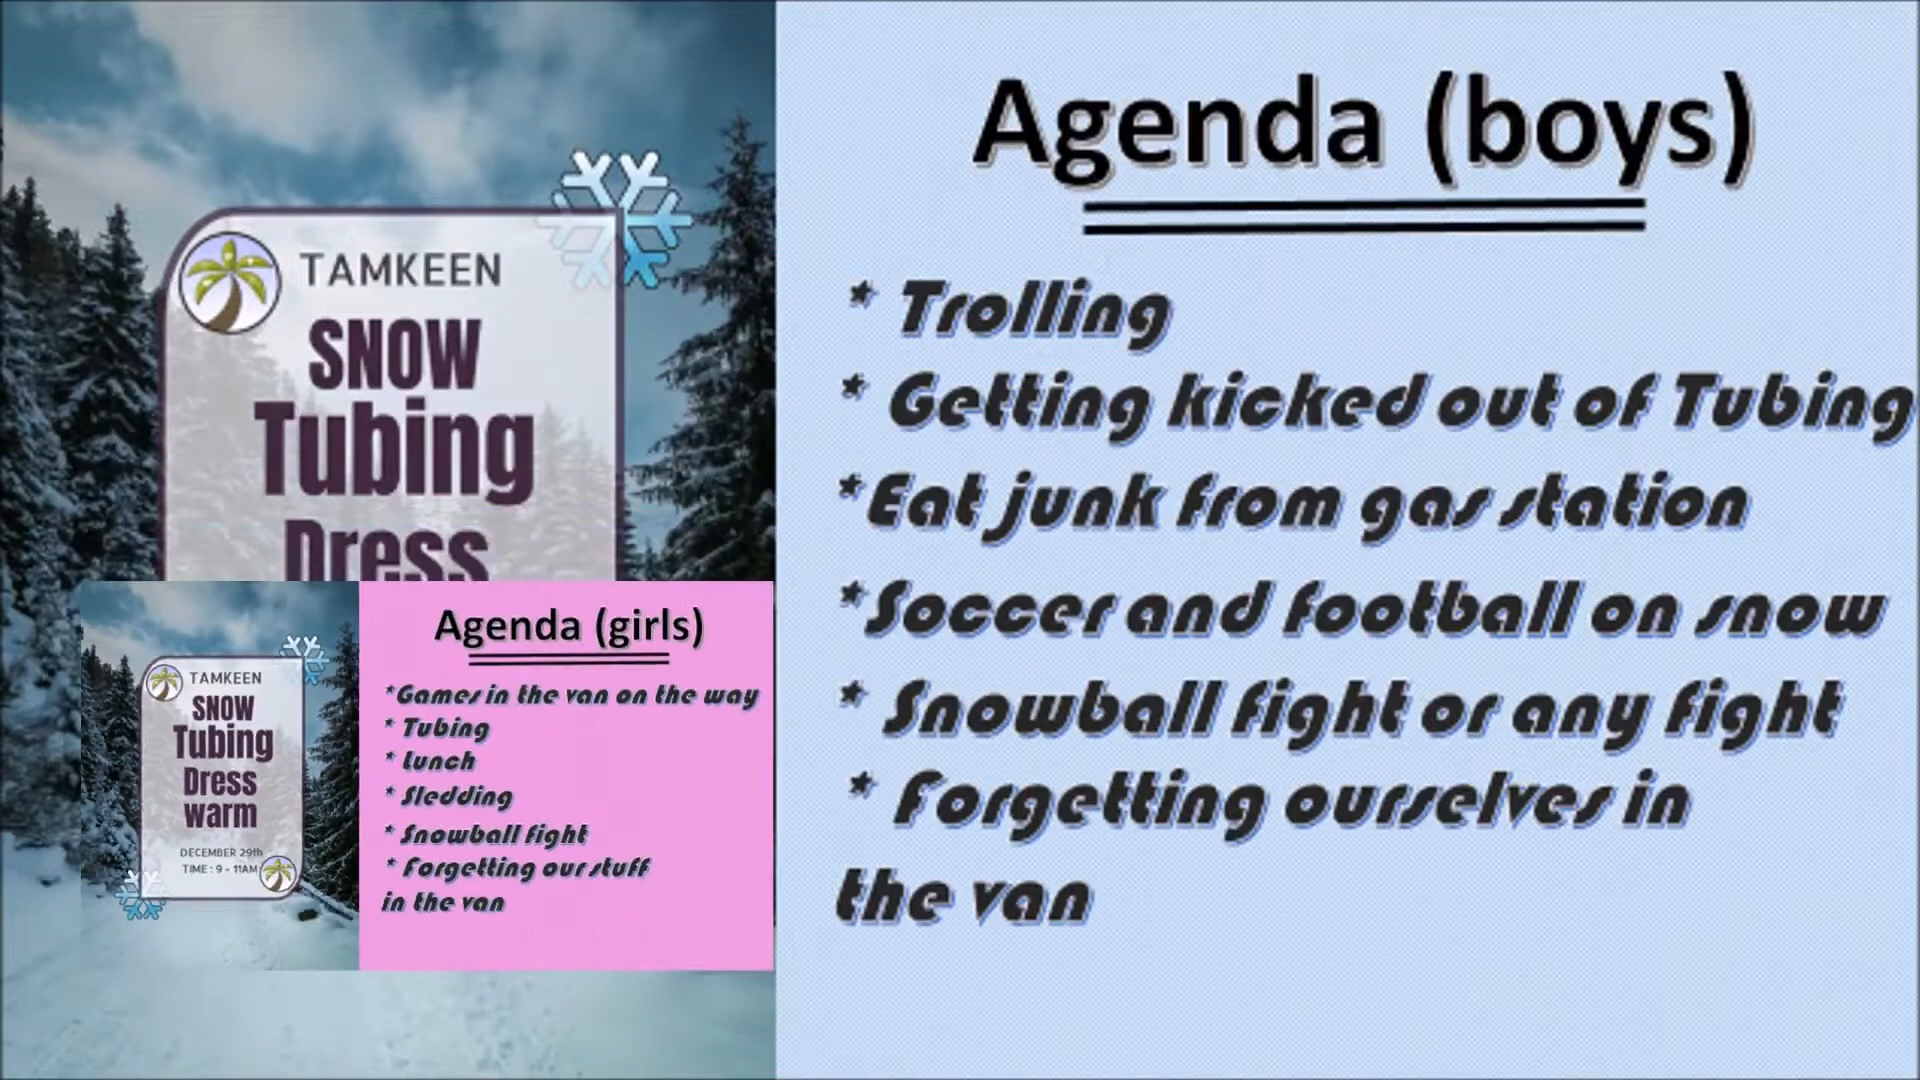 TAMKEEN
SNOW
Tubing
Dress
Agenda (boys)
* Trolling
* Getting kicked out of Tubing
*Eat junk from gas station
*Soccer and football on snow
* Snowball fight or any fight
* Forgetting ourselves in
the van
TAMKEEN
SNOW
Tubing
Dress
warm
DECEMBER 29th
TIME : 9 - 11AM
Agenda (girls)
*Games in the van on the way
* Tubing
* Lunch
* Sledding
* Snowball fight
* Forgetting our stuff
in the van